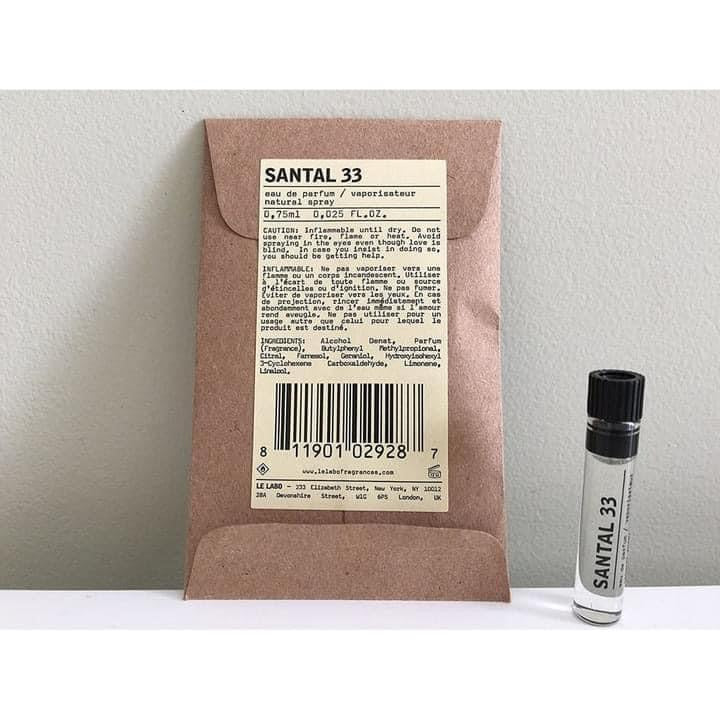 SANTAL 33
eau de parfum / vaporisateur
natural spray
0,75ml 0,025 FL.OZ.
CAUTION: Inflammable until dry. Do not
use near fire, flame or heat. Avoid
spraying in the eyes even though love is
blind. In case you insist in doing so,
you should be getting help.
INFLAMMABLE: Ne pas vaporiser vers une
flamme ou un corps incandescent. Utiliser
à l'écart de toute flamme ou source
d'étincelles ou d'ignition. Ne pas fumer.
Éviter de vaporiser vers les yeux. En cas
de projection, rincer immédiatement et
abondamment avec de l'eau même si l'amour
rend aveugle. Ne pas utiliser pour un
usage autre que celui pour lequel le
produit est destiné.
INGREDIENTS: Alcohol Denat, Parfum
(Fragrance), Butylphenyl Methylpropional,
Citral, Farnesol, Geraniol, Hydroxyisohexyl
3-Cyclohexene Carboxaldehyde, Limonene,
Linalool.
8 11901 02928 7
www.lelabofragrances.com
LE LABO - 233 Elizabeth Street, New York, NY 10012
28A Devonshire Street, W1G 6PS London, UK
SANTAL 33
eau de parfum / vaporisateur